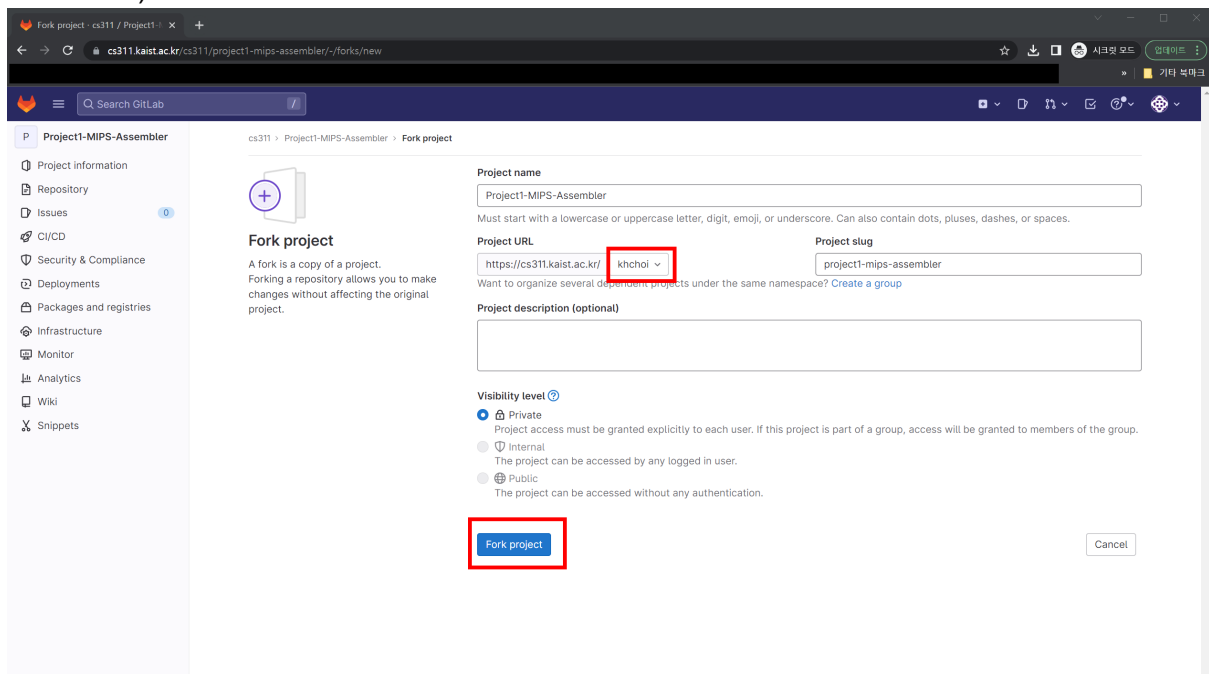 Fork project · cs311 / Project1-
cs311.kaist.ac.kr/cs311/project1-mips-assembler/-/forks/new
시크릿 모드
업데이트
»
기타 북마크
Search GitLab
/
P Project1-MIPS-Assembler
cs311 > Project1-MIPS-Assembler > Fork project
Project information
Repository
Issues 0
CI/CD
Security & Compliance
Deployments
Packages and registries
Infrastructure
Monitor
Analytics
Wiki
Snippets
Fork project
A fork is a copy of a project.
Forking a repository allows you to make
changes without affecting the original
project.
Project name
Project1-MIPS-Assembler
Must start with a lowercase or uppercase letter, digit, emoji, or underscore. Can also contain dots, pluses, dashes, or spaces.
Project URL
https://cs311.kaist.ac.kr/ khchoi
Project slug
project1-mips-assembler
Want to organize several dependent projects under the same namespace? Create a group
Project description (optional)
Visibility level
Private
Project access must be granted explicitly to each user. If this project is part of a group, access will be granted to members of the group.
Internal
The project can be accessed by any logged in user.
Public
The project can be accessed without any authentication.
Fork project
Cancel